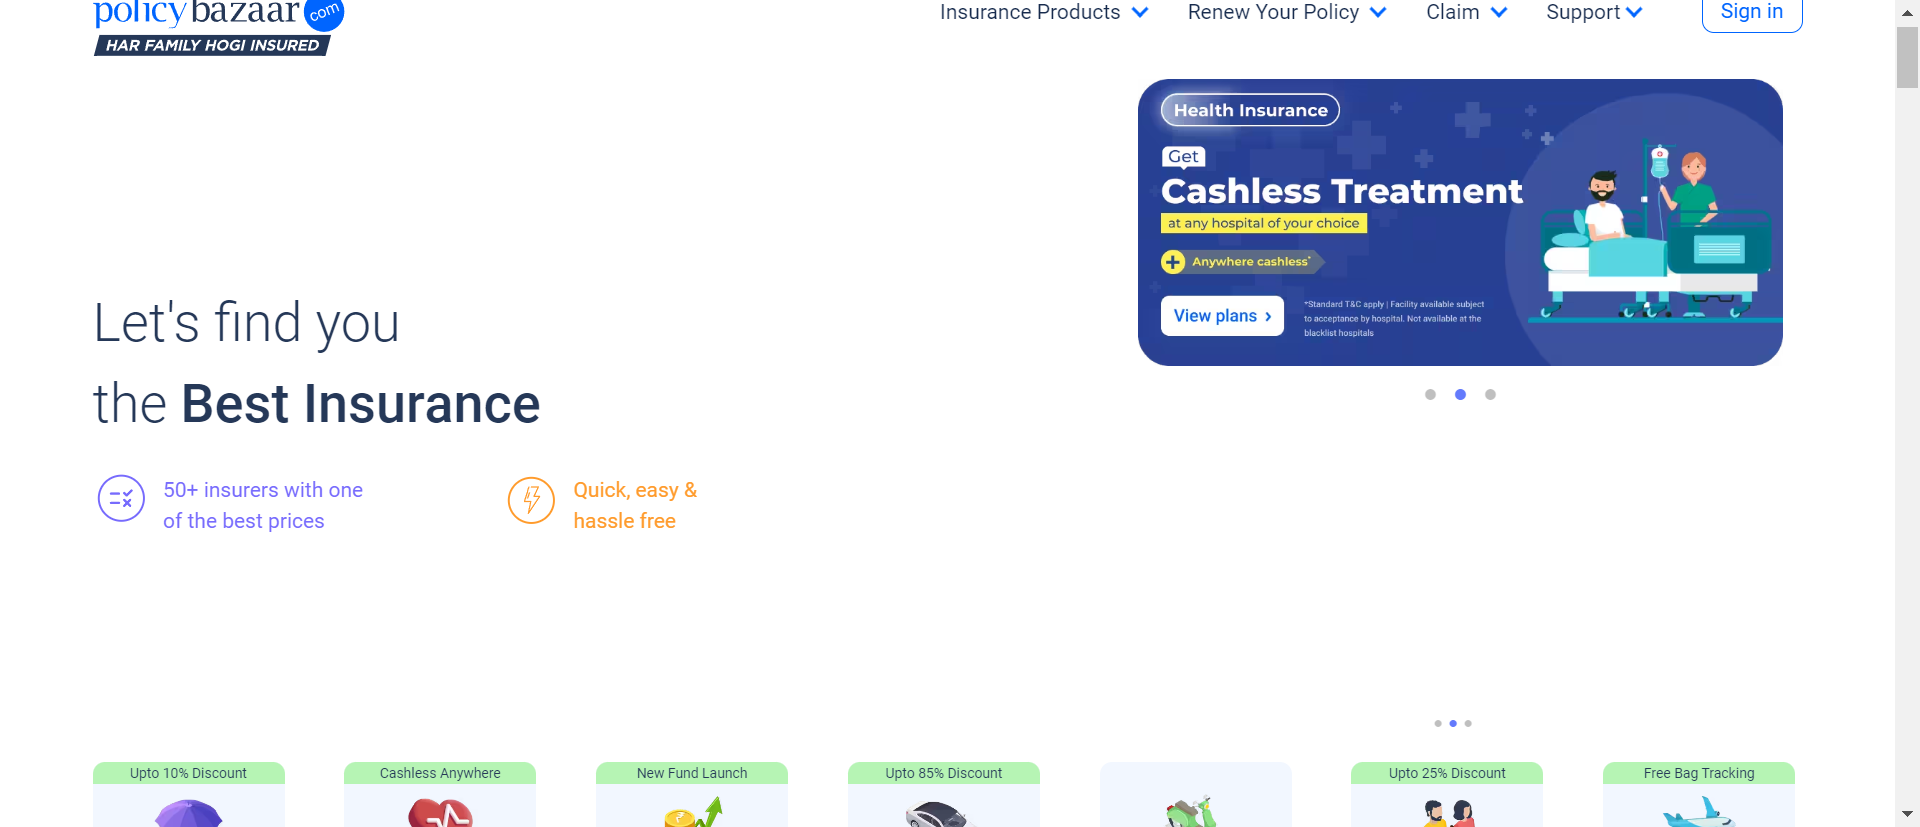 policybazaar com
HAR FAMILY HOGI INSURED
Insurance Products
Renew Your Policy
Claim
Support
Sign in
Health Insurance
Get
Cashless Treatment
at any hospital of your choice
Anywhere cashless*
View plans ›
*Standard T&C apply | Facility available subject
to acceptance by hospital. Not available at the
blacklist hospitals
Let's find you
the Best Insurance
50+ insurers with one
of the best prices
Quick, easy &
hassle free
Upto 10% Discount
Cashless Anywhere
New Fund Launch
Upto 85% Discount
Upto 25% Discount
Free Bag Tracking